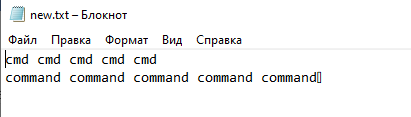 new.txt – Блокнот
Файл Правка Формат Вид Справка
cmd cmd cmd cmd cmd
command command command command command▯